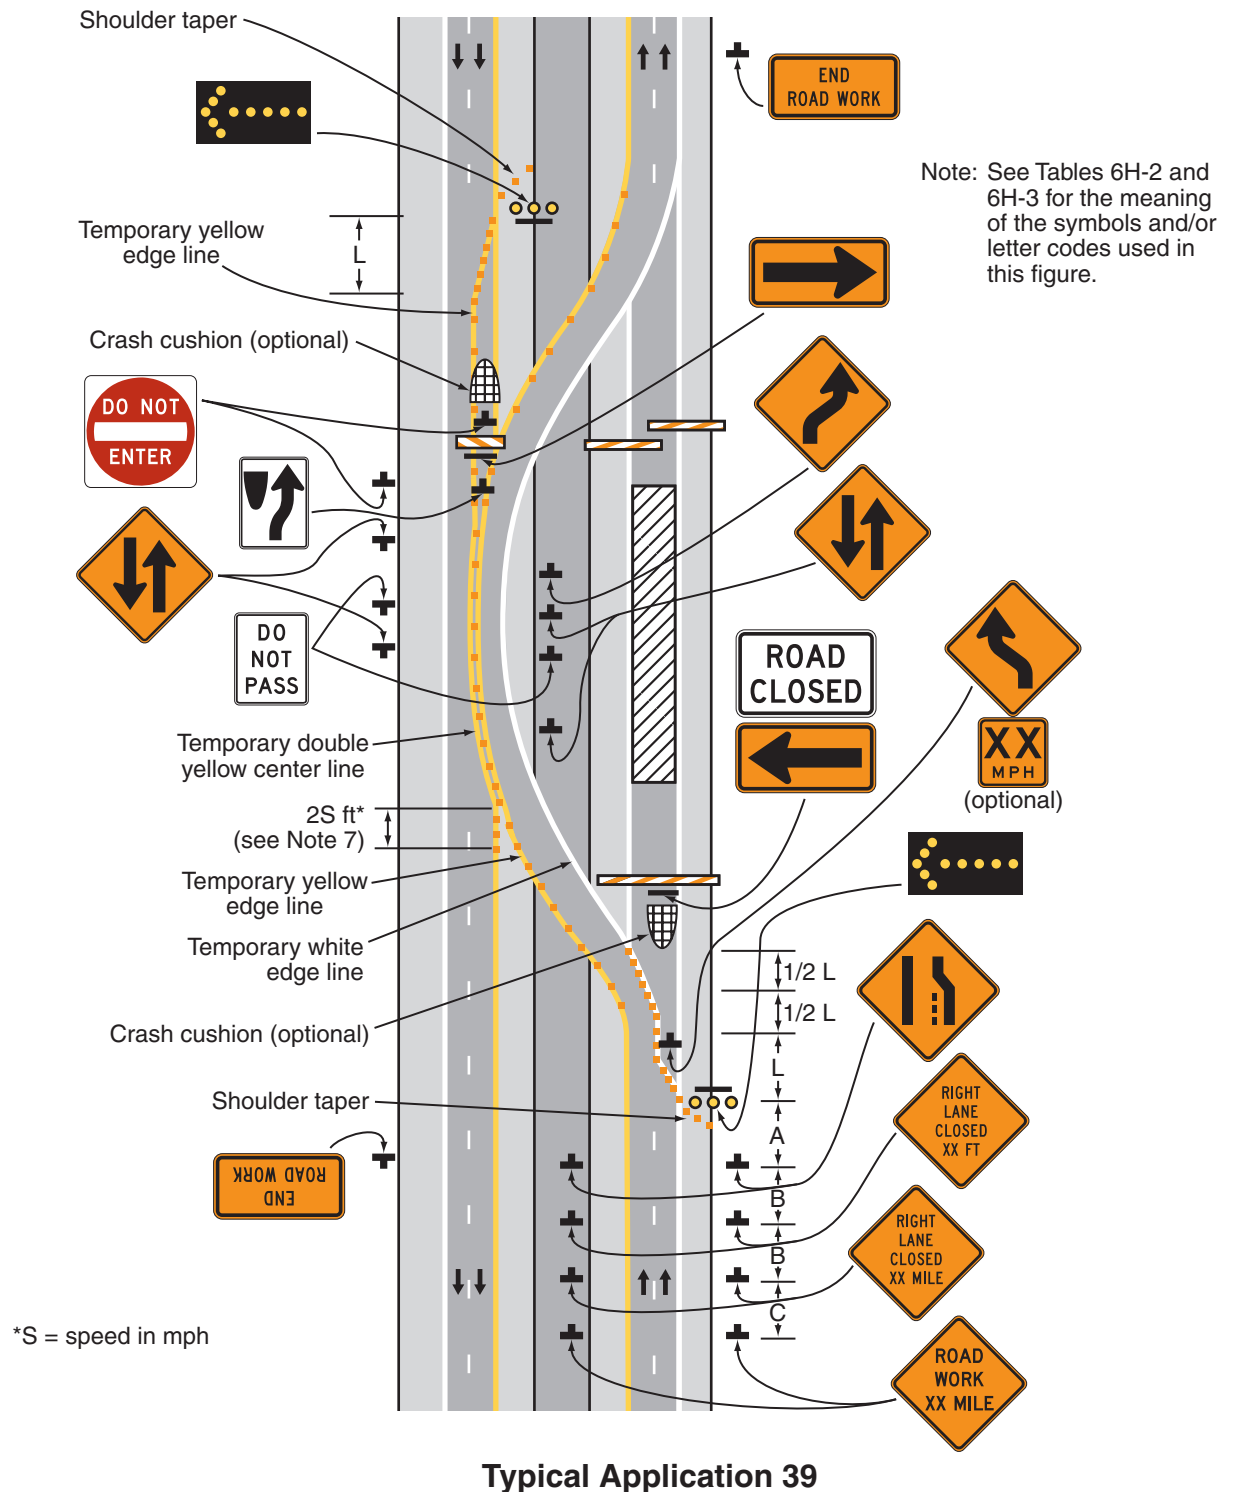 Shoulder taper
END
ROAD WORK
Note: See Tables 6H-2 and
6H-3 for the meaning
of the symbols and/or
letter codes used in
this figure.
Temporary yellow
edge line
L
Crash cushion (optional)
DO NOT
ENTER
DO
NOT
PASS
ROAD
CLOSED
XX
MPH
(optional)
Temporary double
yellow center line
2S ft*
(see Note 7)
Temporary yellow
edge line
Temporary white
edge line
Crash cushion (optional)
1/2 L
1/2 L
L
Shoulder taper
A
RIGHT
LANE
CLOSED
XX FT
END
ROAD WORK
B
RIGHT
LANE
CLOSED
XX MILE
B
C
*S = speed in mph
ROAD
WORK
XX MILE
Typical Application 39